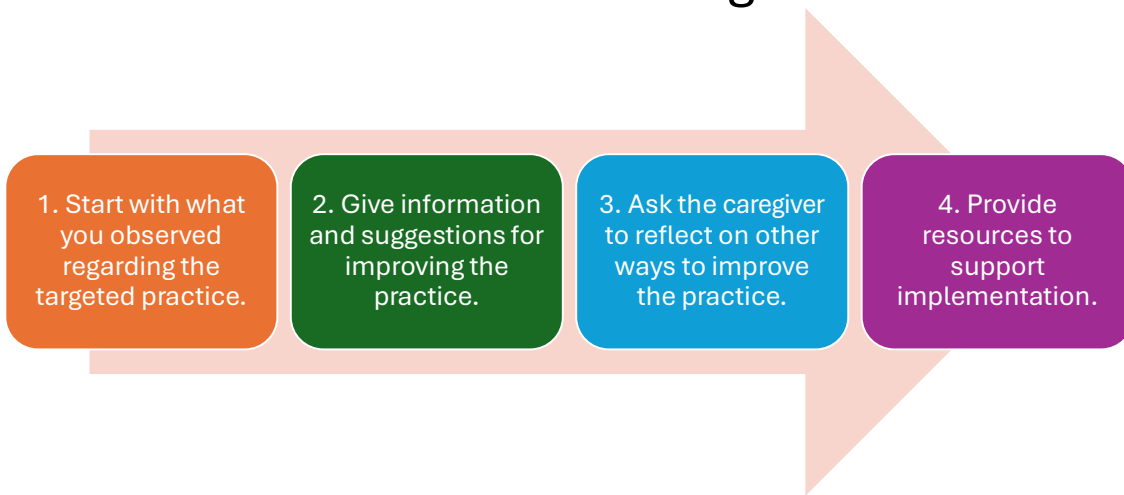 1. Start with what
you observed
regarding the
targeted practice.
2. Give information
and suggestions for
improving the
practice.
3. Ask the caregiver
to reflect on other
ways to improve
the practice.
4. Provide
resources to
support
implementation.